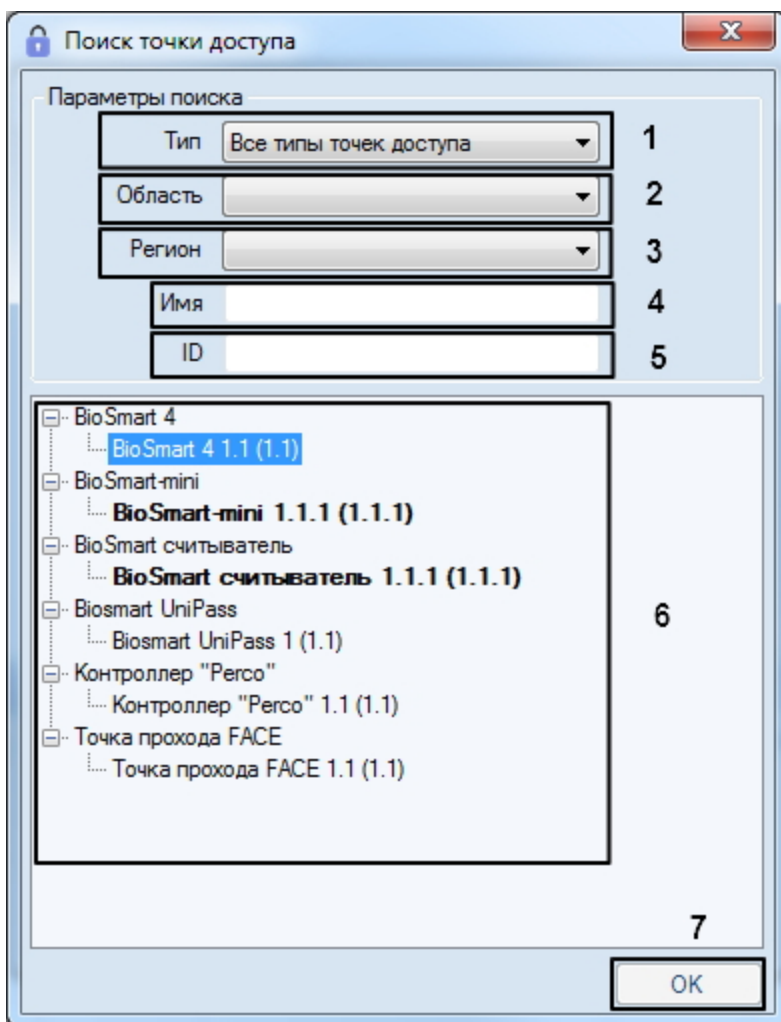 Поиск точки доступа
Параметры поиска
Тип Все типы точек доступа 1
Область 2
Регион 3
Имя 4
ID 5
BioSmart 4
BioSmart 4 1.1 (1.1)
BioSmart-mini
BioSmart-mini 1.1.1 (1.1.1)
BioSmart считыватель
BioSmart считыватель 1.1.1 (1.1.1)
Biosmart UniPass
Biosmart UniPass 1 (1.1)
6
Контроллер "Perco"
Контроллер "Perco" 1.1 (1.1)
Точка прохода FACE
Точка прохода FACE 1.1 (1.1)
7
OK